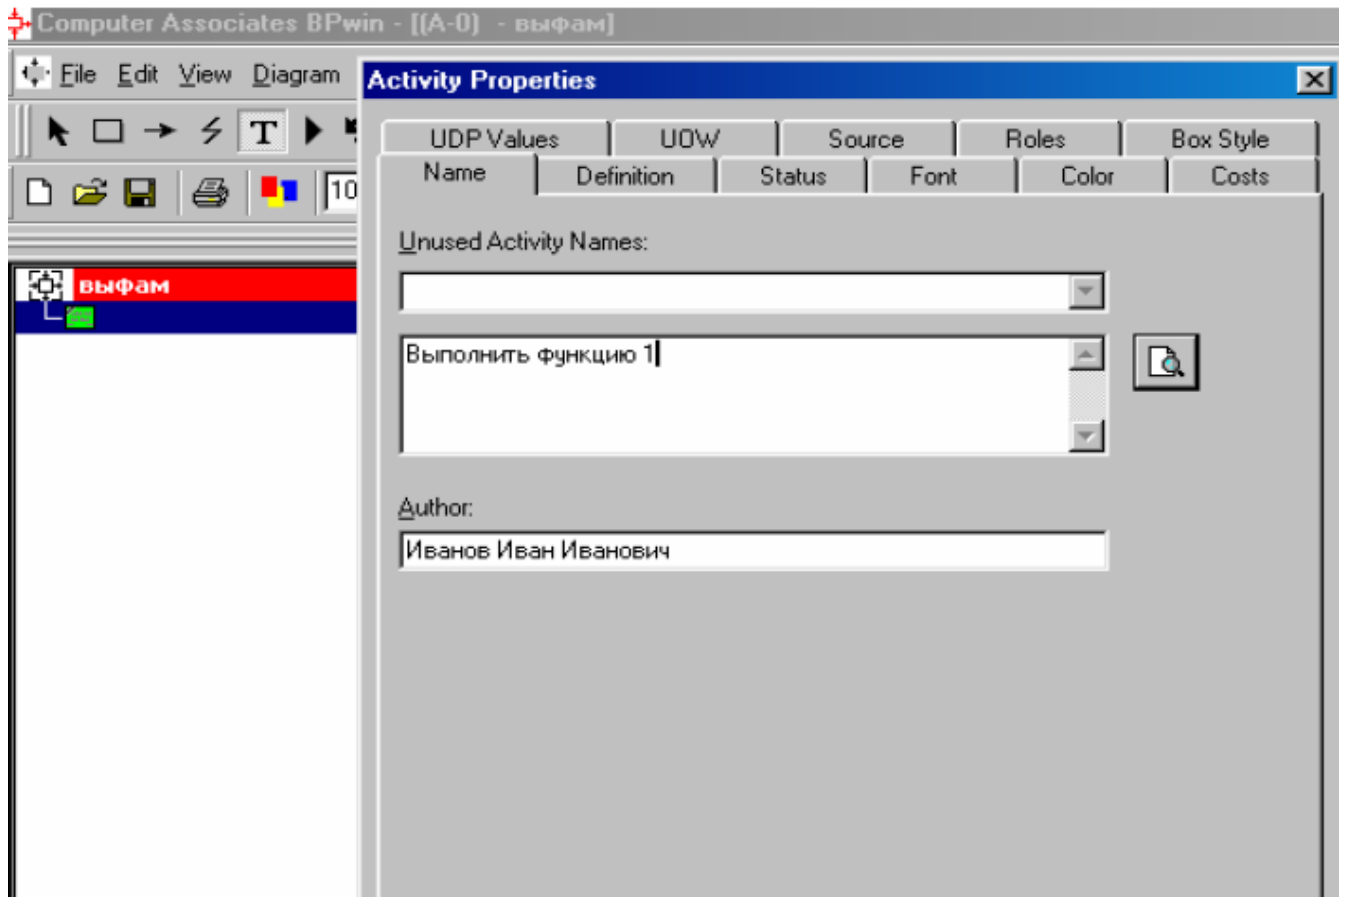 Computer Associates BPwin - [(A-0) - выфам]
File Edit View Diagram
Activity Properties
T
UDP Values UOW Source Roles Box Style
Name Definition Status Font Color Costs
10
Unused Activity Names:
выфам
Выполнить функцию 1
Author:
Иванов Иван Иванович